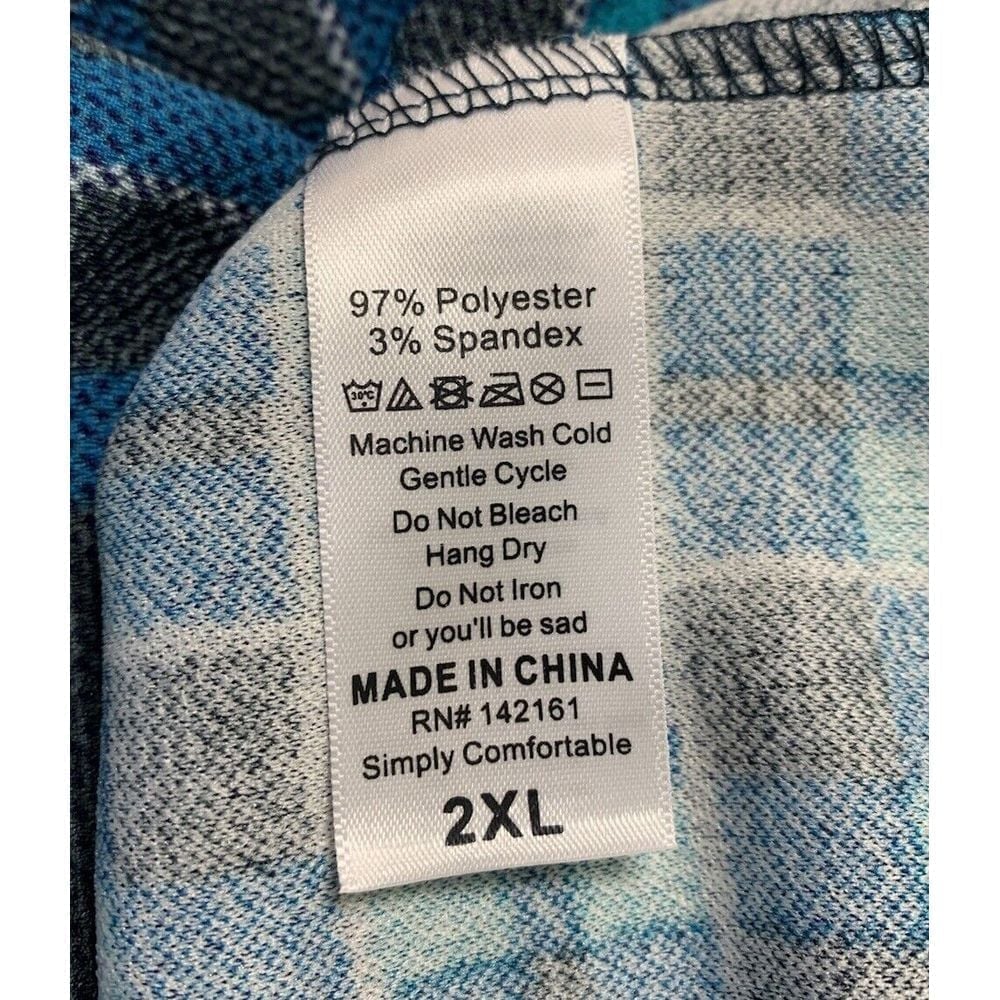 97% Polyester
3% Spandex
30°C
Machine Wash Cold
Gentle Cycle
Do Not Bleach
Hang Dry
Do Not Iron
or you'll be sad
MADE IN CHINA
RN# 142161
Simply Comfortable
2XL